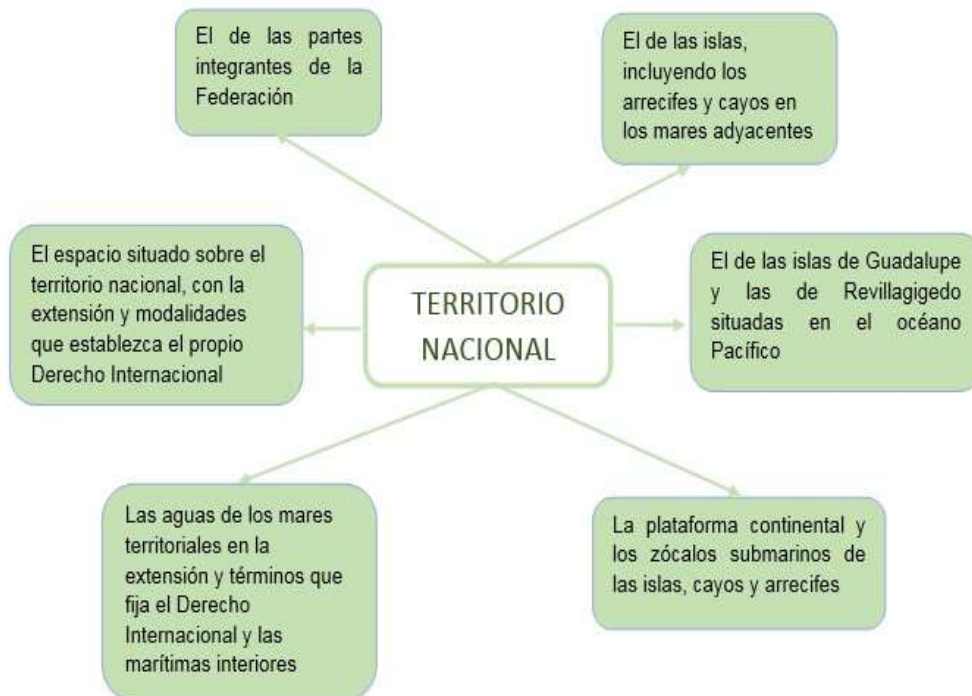 El de las partes
integrantes de la
Federación
El de las islas,
incluyendo los
arrecifes y cayos en
los mares adyacentes
El espacio situado sobre el
territorio nacional, con la
extensión y modalidades
que establezca el propio
Derecho Internacional
TERRITORIO
NACIONAL
El de las islas de Guadalupe
y las de Revillagigedo
situadas en el océano
Pacífico
Las aguas de los mares
territoriales en la
extensión y términos que
fija el Derecho
Internacional y las
marítimas interiores
La plataforma continental y
los zócalos submarinos de
las islas, cayos y arrecifes